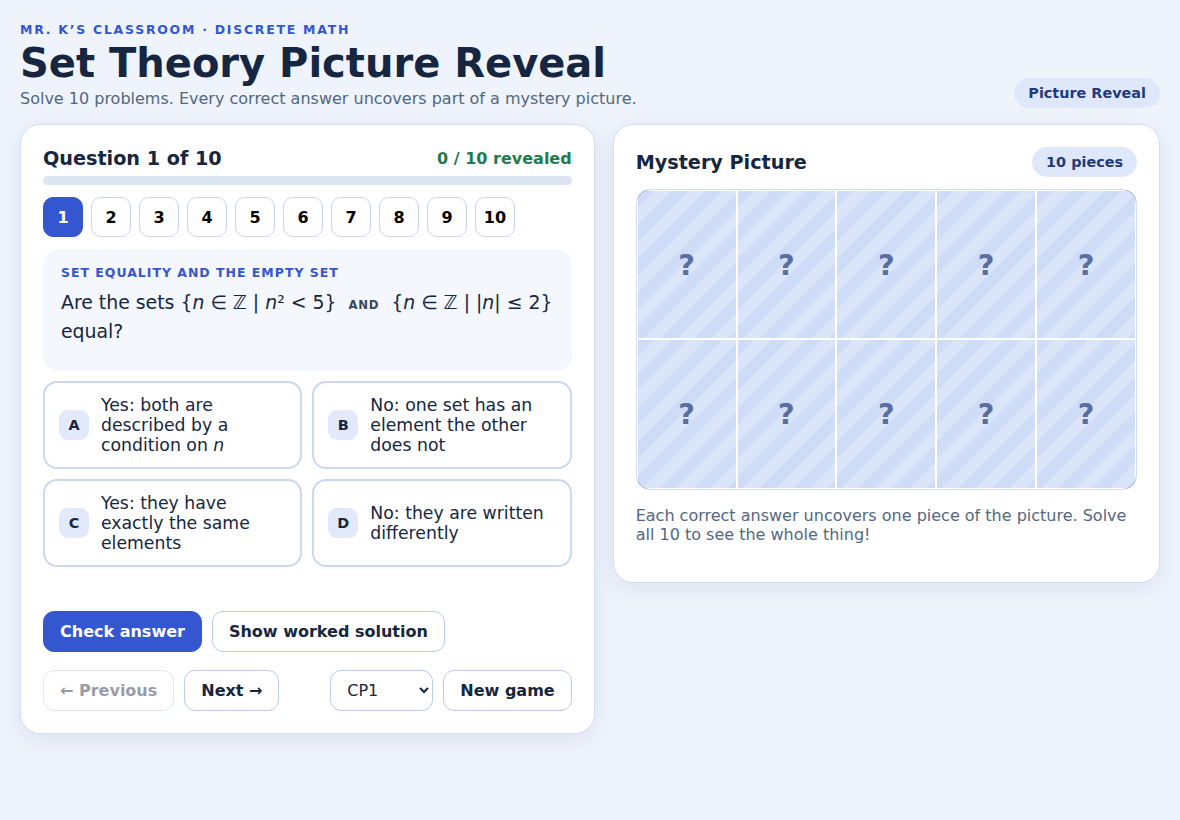 MR. K’S CLASSROOM · DISCRETE MATH
Set Theory Picture Reveal
Solve 10 problems. Every correct answer uncovers part of a mystery picture.
Picture Reveal
Question 1 of 10
0 / 10 revealed
1 2 3 4 5 6 7 8 9 10
SET EQUALITY AND THE EMPTY SET
Are the sets {n ∈ ℤ | n² < 5} AND {n ∈ ℤ | |n| ≤ 2}
equal?
A
Yes: both are
described by a
condition on n
B
No: one set has an
element the other
does not
C
Yes: they have
exactly the same
elements
D
No: they are written
differently
Check answer
Show worked solution
← Previous
Next →
CP1
New game
Mystery Picture
10 pieces
? ? ? ? ?
? ? ? ? ?
Each correct answer uncovers one piece of the picture. Solve
all 10 to see the whole thing!